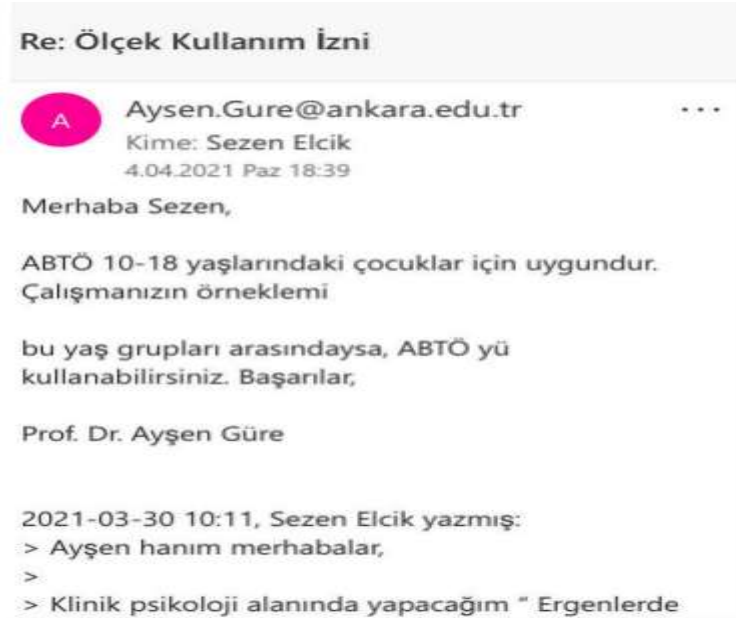 Re: Ölçek Kullanım İzni
A
Aysen.Gure@ankara.edu.tr
...
Kime: Sezen Elcik
4.04.2021 Paz 18:39
Merhaba Sezen,
ABTÖ 10-18 yaşlarındaki çocuklar için uygundur.
Çalışmanızın örneklemi
bu yaş grupları arasındaysa, ABTÖ yü
kullanabilirsiniz. Başarılar,
Prof. Dr. Ayşen Güre
2021-03-30 10:11, Sezen Elcik yazmış:
> Ayşen hanım merhabalar,
>
> Klinik psikoloji alanında yapacağım “ Ergenlerde